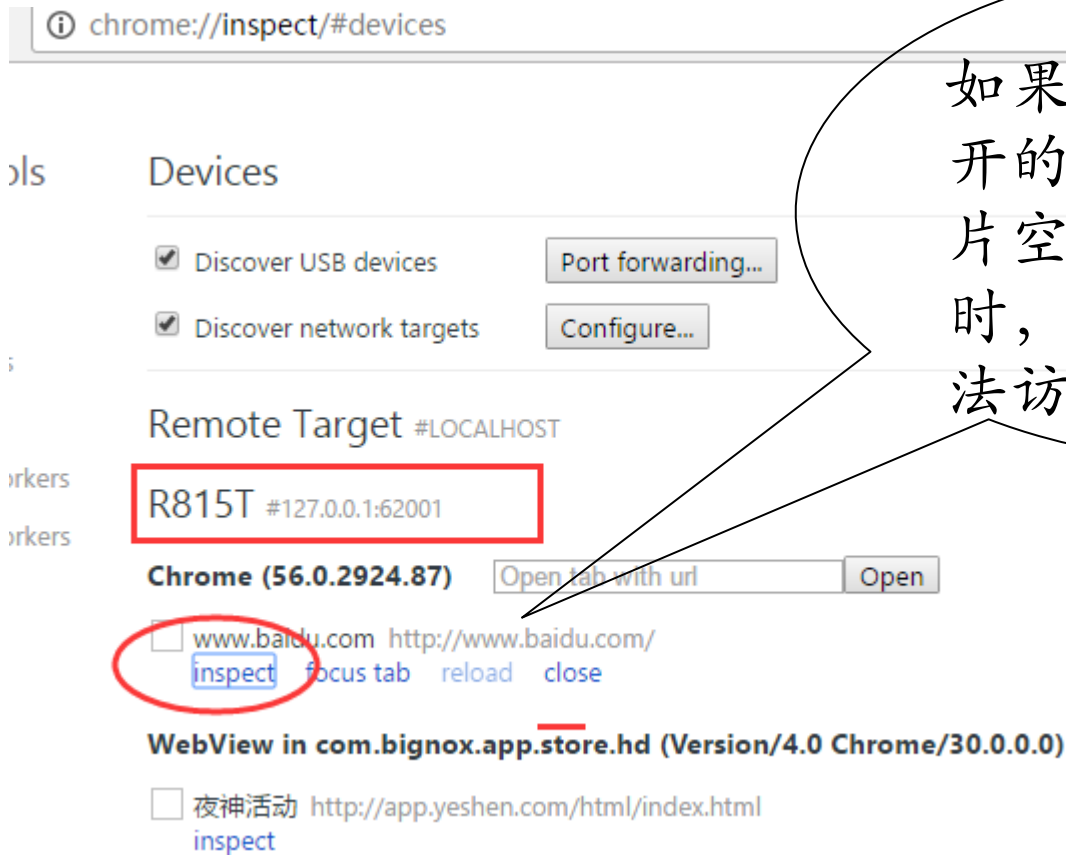 chrome://inspect/#devices
ols
Devices
Discover USB devices
Port forwarding...
Discover network targets
Configure...
Remote Target #LOCALHOST
orkers
R815T #127.0.0.1:62001
orkers
Chrome (56.0.2924.87)
Open tab with url
Open
www.baidu.com http://www.baidu.com/
inspect focus tab reload close
WebView in com.bignox.app.store.hd (Version/4.0 Chrome/30.0.0.0)
夜神活动 http://app.yeshen.com/html/index.html
inspect
如果
开的
片空
时，
法访